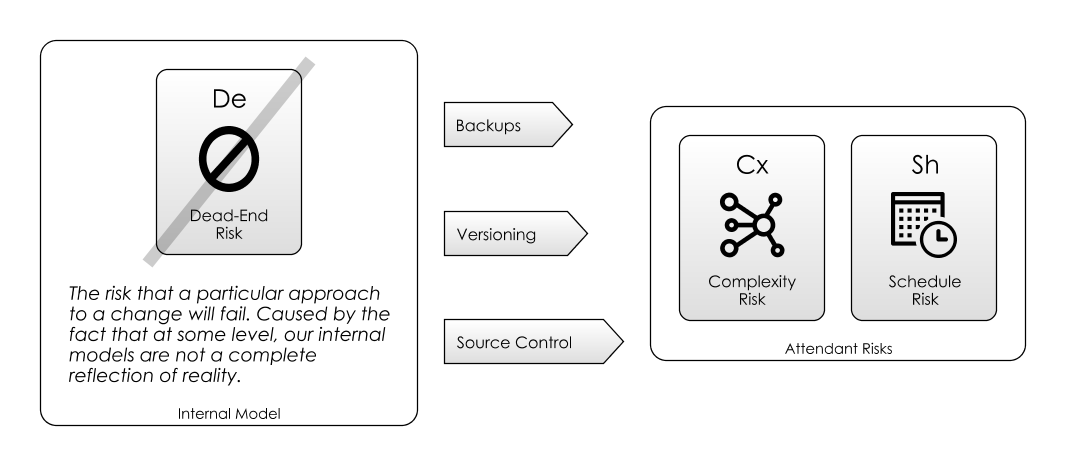 De
Dead-End
Risk
The risk that a particular approach
to a change will fail. Caused by the
fact that at some level, our internal
models are not a complete
reflection of reality.
Internal Model
Backups
Versioning
Source Control
Cx
Complexity
Risk
Sh
Schedule
Risk
Attendant Risks